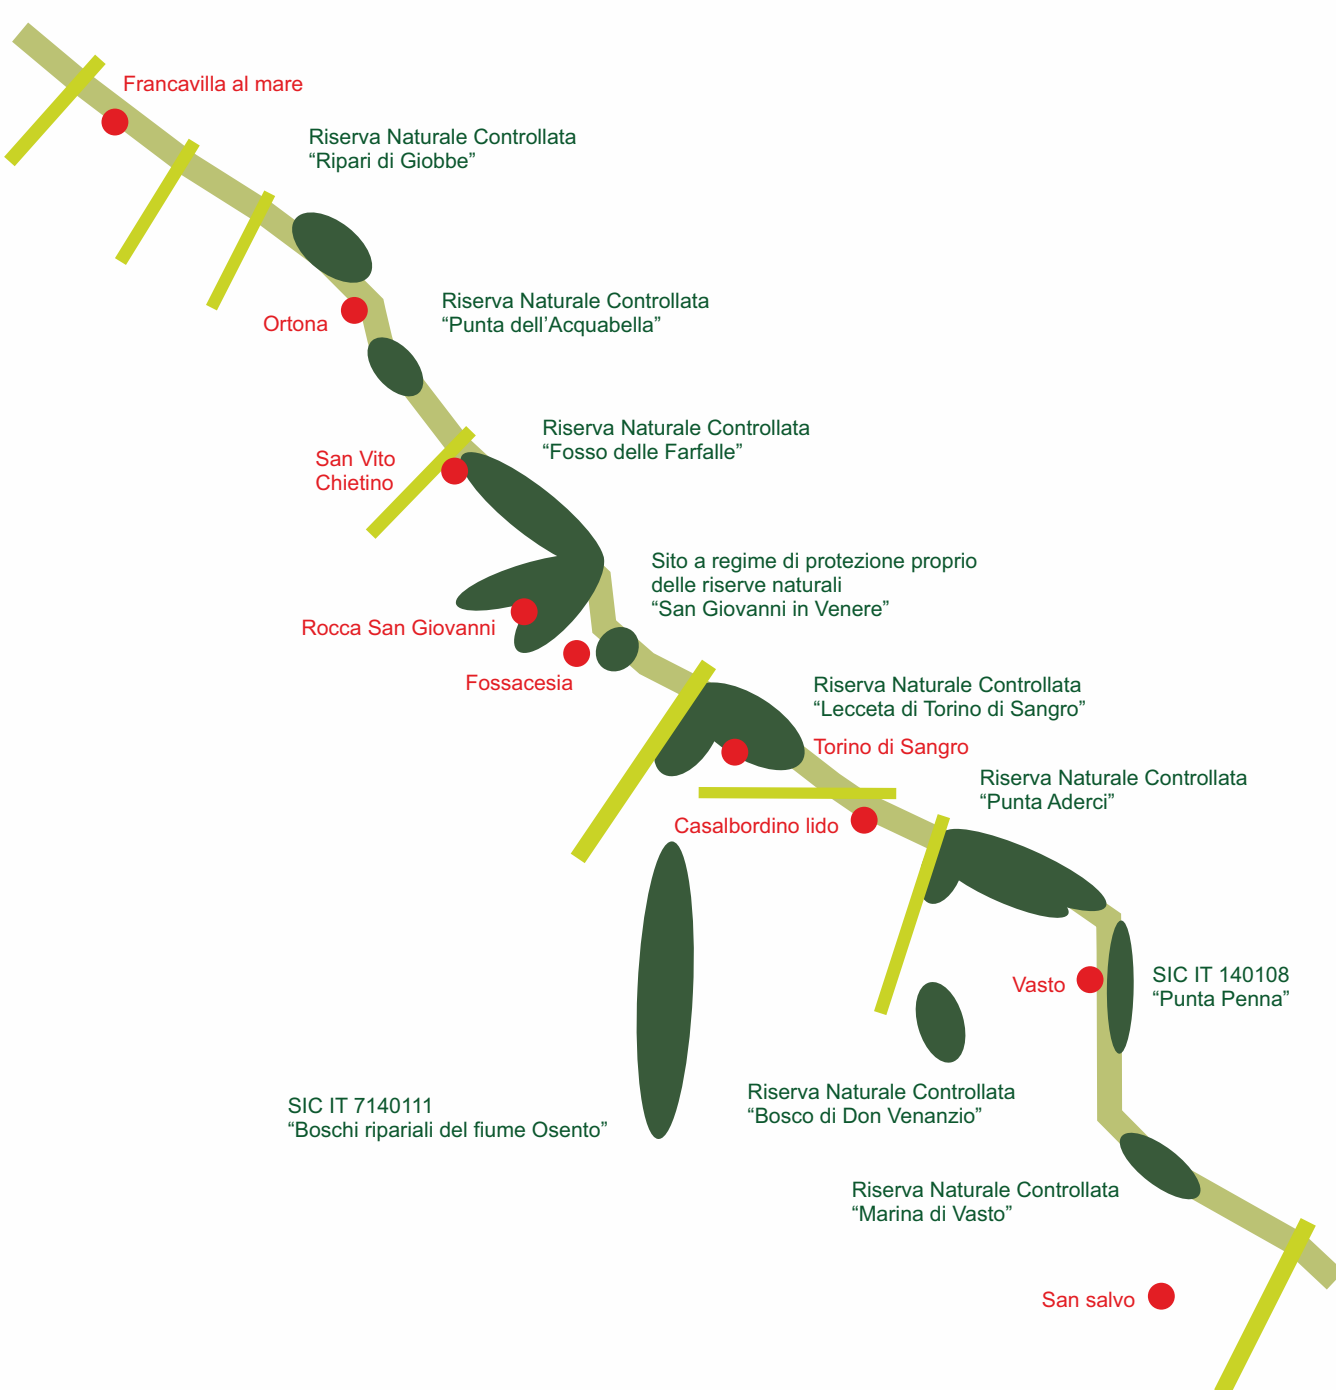 Francavilla al mare
Riserva Naturale Controllata
“Ripari di Giobbe”
Ortona
Riserva Naturale Controllata
“Punta dell’Acquabella”
Riserva Naturale Controllata
“Fosso delle Farfalle”
San Vito
Chietino
Sito a regime di protezione proprio
delle riserve naturali
“San Giovanni in Venere”
Rocca San Giovanni
Fossacesia
Riserva Naturale Controllata
“Lecceta di Torino di Sangro”
Torino di Sangro
Riserva Naturale Controllata
“Punta Aderci”
Casalbordino lido
Vasto
SIC IT 140108
“Punta Penna”
Riserva Naturale Controllata
“Bosco di Don Venanzio”
SIC IT 7140111
“Boschi ripariali del fiume Osento”
Riserva Naturale Controllata
“Marina di Vasto”
San salvo